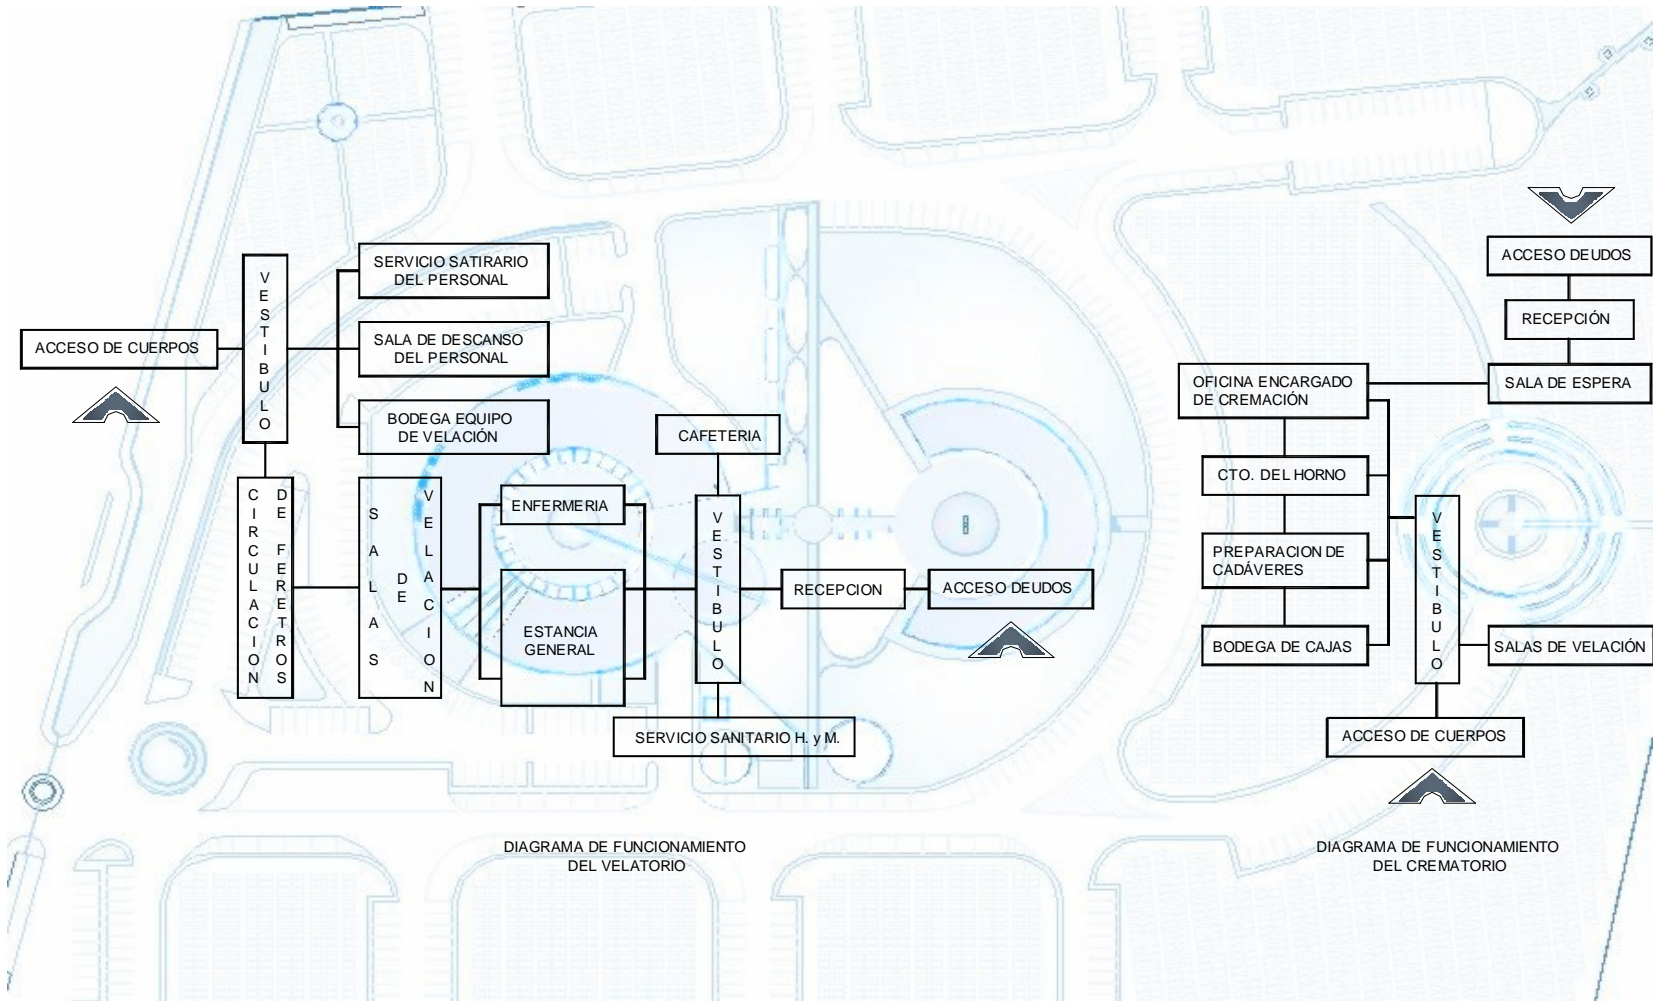 ACCESO DE CUERPOS
VESTIBULO
SERVICIO SATIRARIO
DEL PERSONAL
SALA DE DESCANSO
DEL PERSONAL
BODEGA EQUIPO
DE VELACIÓN
CIRCULACION
DE FERETROS
SALAS
DE
VELACION
ENFERMERIA
ESTANCIA
GENERAL
CAFETERIA
VESTIBULO
SERVICIO SANITARIO H. y M.
RECEPCION
ACCESO DEUDOS
DIAGRAMA DE FUNCIONAMIENTO
DEL VELATORIO
ACCESO DEUDOS
RECEPCIÓN
SALA DE ESPERA
OFICINA ENCARGADO
DE CREMACIÓN
CTO. DEL HORNO
PREPARACION DE
CADÁVERES
BODEGA DE CAJAS
VESTIBULO
SALAS DE VELACIÓN
ACCESO DE CUERPOS
DIAGRAMA DE FUNCIONAMIENTO
DEL CREMATORIO